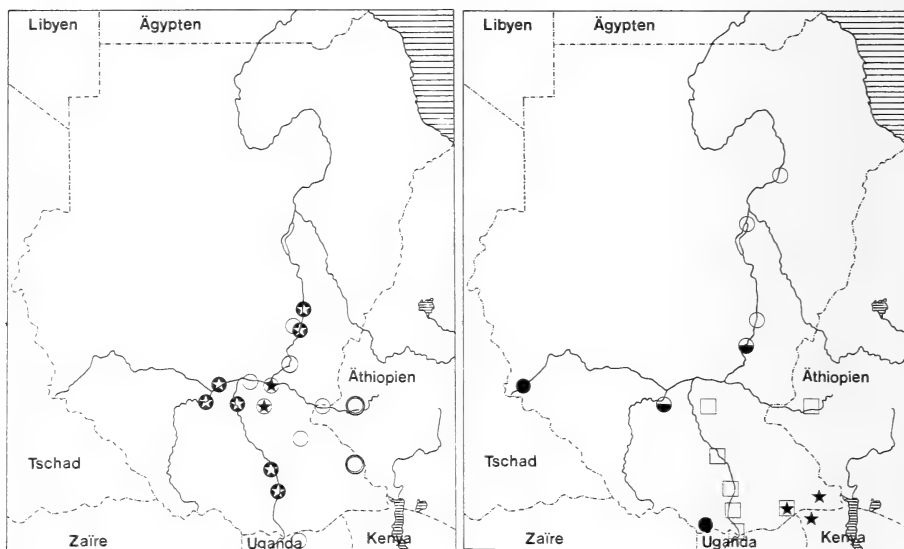 Libyen Ägypten
Äthiopien
Tschad
Zaïre Uganda Kenya
Libyen Ägypten
Äthiopien
Tschad
Zaïre Uganda Kenya